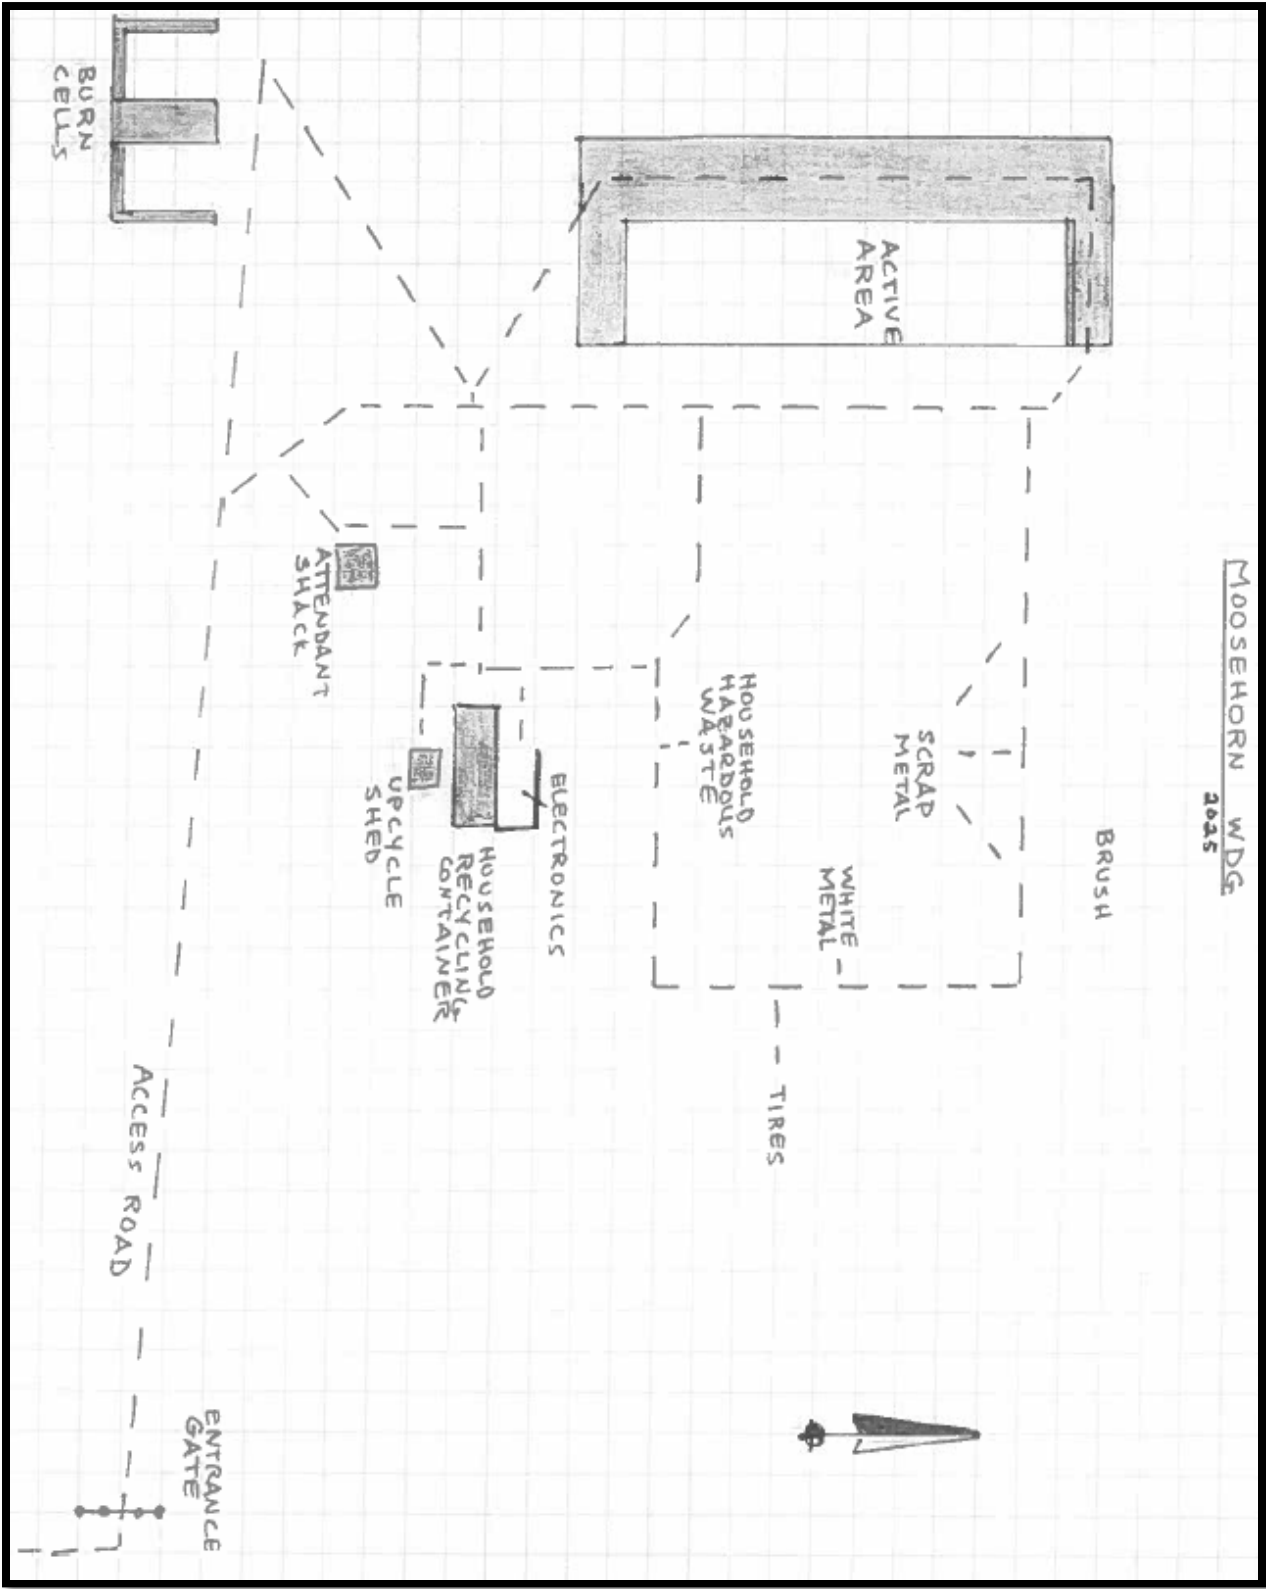 MOOSEHORN WDG
2025
BRUSH
ACTIVE
AREA
SCRAP
METAL
WHITE
METAL
TIRES
HOUSEHOLD
HAZARDOUS
WASTE
ELECTRONICS
HOUSEHOLD
RECYCLING
CONTAINER
UPCYCLE
SHED
ATTENDANT
SHACK
BURN
CELLS
ACCESS ROAD
ENTRANCE
GATE